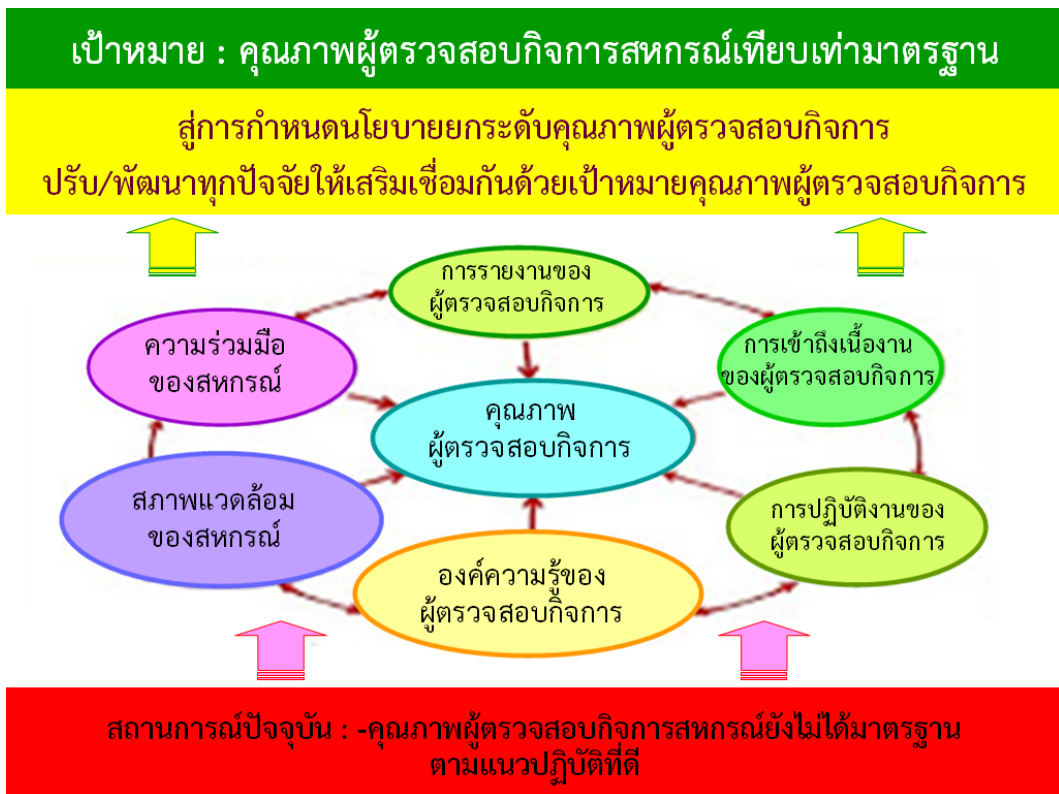 เป้าหมาย : คุณภาพผู้ตรวจสอบกิจการสหกรณ์เทียบเท่ามาตรฐาน
สู่การกำหนดนโยบายยกระดับคุณภาพผู้ตรวจสอบกิจการ
ปรับ/พัฒนาทุกปัจจัยให้เสริมเชื่อมกันด้วยเป้าหมายคุณภาพผู้ตรวจสอบกิจการ
การรายงานของ
ผู้ตรวจสอบกิจการ
ความร่วมมือ
ของสหกรณ์
การเข้าถึงเนื้องาน
ของผู้ตรวจสอบกิจการ
คุณภาพ
ผู้ตรวจสอบกิจการ
สภาพแวดล้อม
ของสหกรณ์
การปฏิบัติงานของ
ผู้ตรวจสอบกิจการ
องค์ความรู้ของ
ผู้ตรวจสอบกิจการ
สถานการณ์ปัจจุบัน : -คุณภาพผู้ตรวจสอบกิจการสหกรณ์ยังไม่ได้มาตรฐาน
ตามแนวปฏิบัติที่ดี